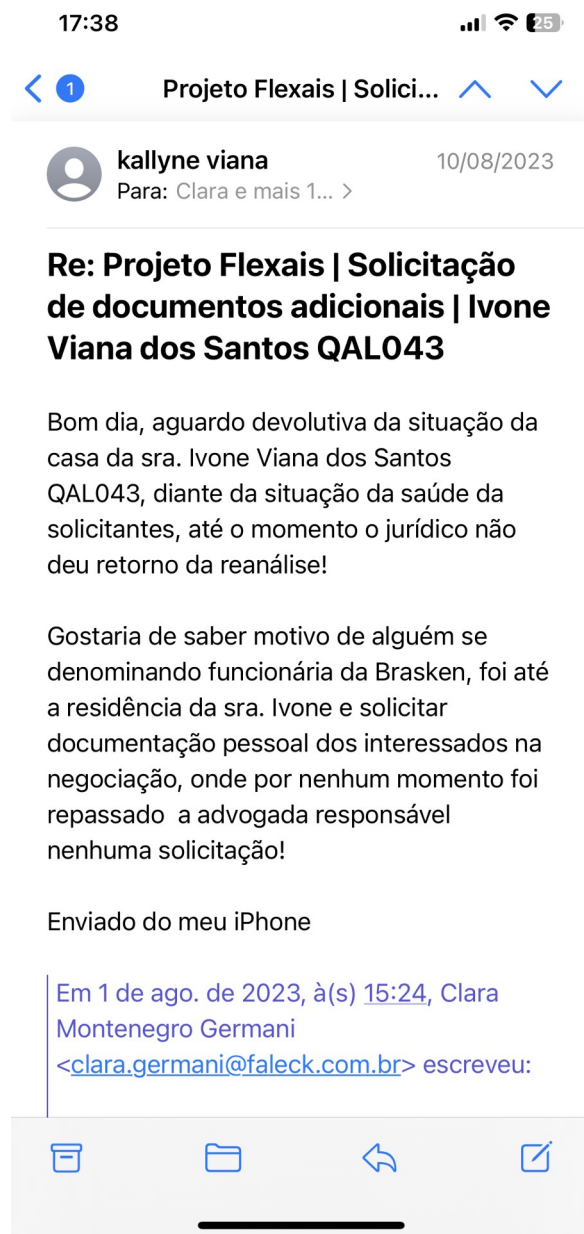 17:38
25
1
Projeto Flexais | Solici...
kallyne viana
10/08/2023
Para: Clara e mais 1... >
Re: Projeto Flexais | Solicitação
de documentos adicionais | Ivone
Viana dos Santos QAL043
Bom dia, aguardo devolutiva da situação da
casa da sra. Ivone Viana dos Santos
QAL043, diante da situação da saúde da
solicitantes, até o momento o jurídico não
deu retorno da reanálise!
Gostaria de saber motivo de alguém se
denominando funcionária da Brasken, foi até
a residência da sra. Ivone e solicitar
documentação pessoal dos interessados na
negociação, onde por nenhum momento foi
repassado  a advogada responsável
nenhuma solicitação!
Enviado do meu iPhone
Em 1 de ago. de 2023, à(s) 15:24, Clara
Montenegro Germani
<clara.germani@faleck.com.br> escreveu: